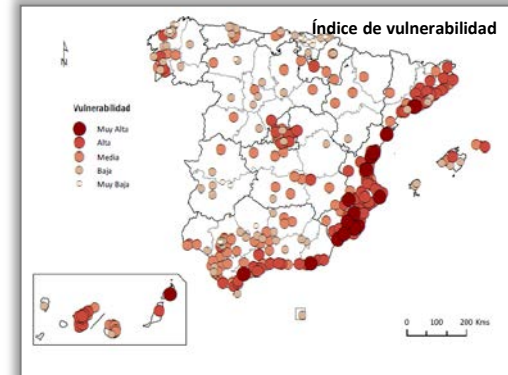 Índice de vulnerabilidad
N
Vulnerabilidad
Muy Alta
Alta
Media
Baja
Muy Baja
0 100 200 Kms